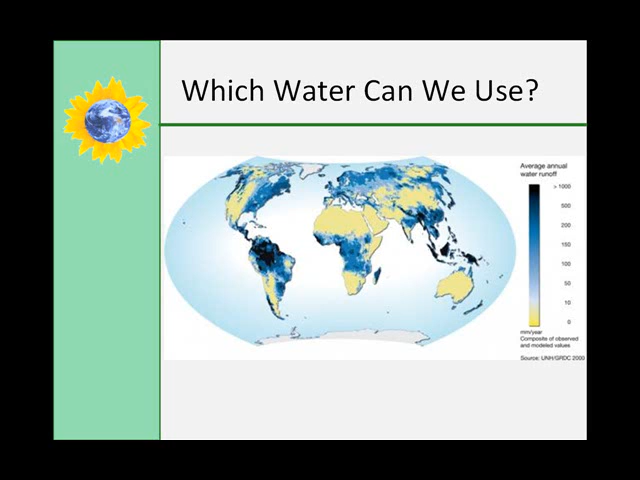 Which Water Can We Use?
Average annual
water runoff
> 1000
500
200
150
100
50
10
0
mm/year
Composite of observed
and modeled values
Source: UNH/GRDC 2000